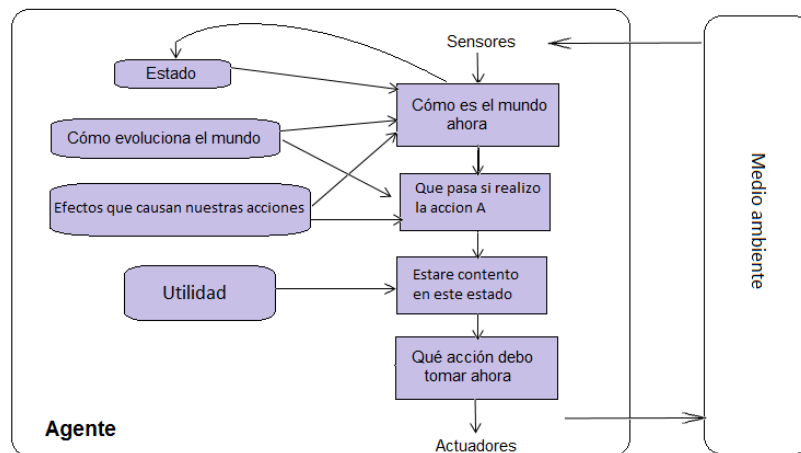 Sensores
Estado
Cómo es el mundo
ahora
Cómo evoluciona el mundo
Que pasa si realizo
la accion A
Efectos que causan nuestras acciones
Estare contento
en este estado
Utilidad
Qué acción debo
tomar ahora
Agente
Actuadores
Medio ambiente